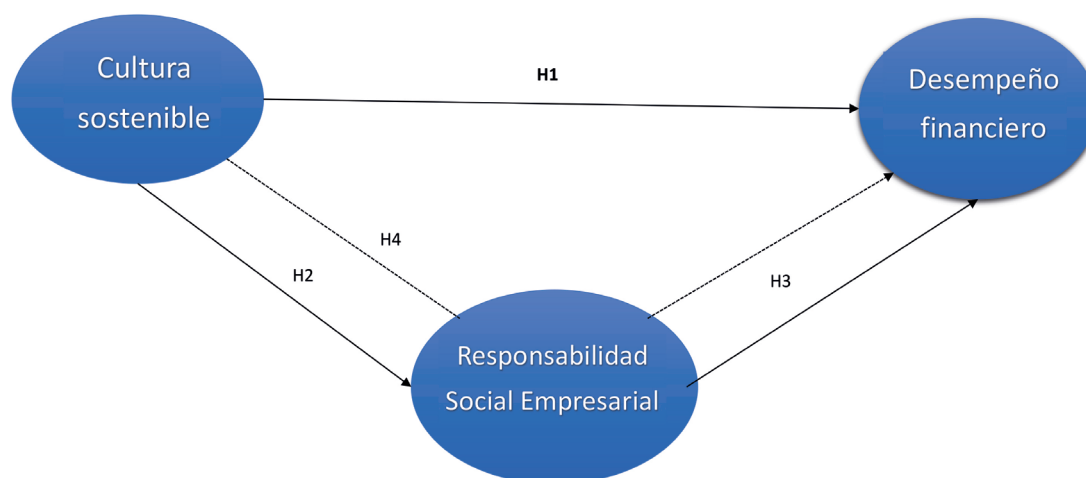 Cultura
sostenible
H1
Desempeño
financiero
H4
H2
H3
Responsabilidad
Social Empresarial